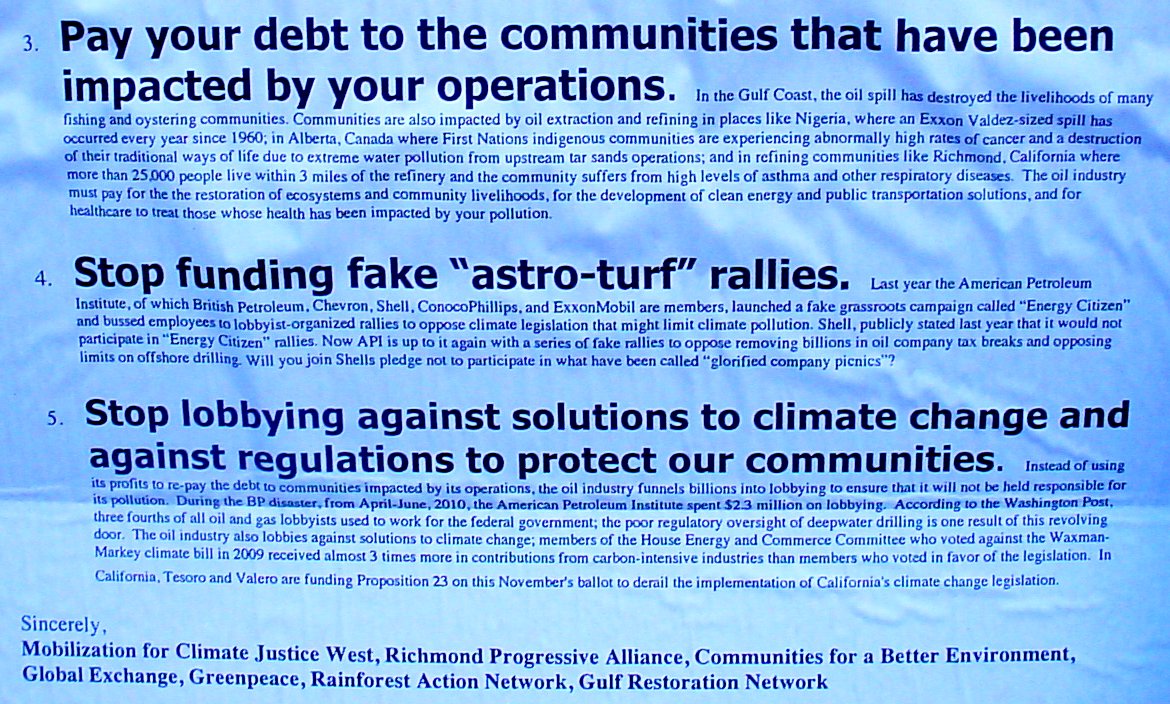 3. Pay your debt to the communities that have been
impacted by your operations. In the Gulf Coast, the oil spill has destroyed the livelihoods of many
fishing and oystering communities. Communities are also impacted by oil extraction and refining in places like Nigeria, where an Exxon Valdez-sized spill has
occurred every year since 1960; in Alberta, Canada where First Nations indigenous communities are experiencing abnormally high rates of cancer and a destruction
of their traditional ways of life due to extreme water pollution from upstream tar sands operations; and in refining communities like Richmond, California where
more than 25,000 people live within 3 miles of the refinery and the community suffers from high levels of asthma and other respiratory diseases. The oil industry
must pay for the the restoration of ecosystems and community livelihoods, for the development of clean energy and public transportation solutions, and for
healthcare to treat those whose health has been impacted by your pollution.
4. Stop funding fake “astro-turf” rallies. Last year the American Petroleum
Institute, of which British Petroleum, Chevron, Shell, ConocoPhillips, and ExxonMobil are members, launched a fake grassroots campaign called “Energy Citizen”
and bussed employees to lobbyist-organized rallies to oppose climate legislation that might limit climate pollution. Shell, publicly stated last year that it would not
participate in “Energy Citizen” rallies. Now API is up to it again with a series of fake rallies to oppose removing billions in oil company tax breaks and opposing
limits on offshore drilling. Will you join Shells pledge not to participate in what have been called “glorified company picnics”?
5. Stop lobbying against solutions to climate change and
against regulations to protect our communities. Instead of using
its profits to re-pay the debt to communities impacted by its operations, the oil industry funnels billions into lobbying to ensure that it will not be held responsible for
its pollution. During the BP disaster, from April-June, 2010, the American Petroleum Institute spent $2.3 million on lobbying. According to the Washington Post,
three fourths of all oil and gas lobbyists used to work for the federal government; the poor regulatory oversight of deepwater drilling is one result of this revolving
door. The oil industry also lobbies against solutions to climate change; members of the House Energy and Commerce Committee who voted against the Waxman-
Markey climate bill in 2009 received almost 3 times more in contributions from carbon-intensive industries than members who voted in favor of the legislation. In
California, Tesoro and Valero are funding Proposition 23 on this November's ballot to derail the implementation of California's climate change legislation.
Sincerely,
Mobilization for Climate Justice West, Richmond Progressive Alliance, Communities for a Better Environment,
Global Exchange, Greenpeace, Rainforest Action Network, Gulf Restoration Network